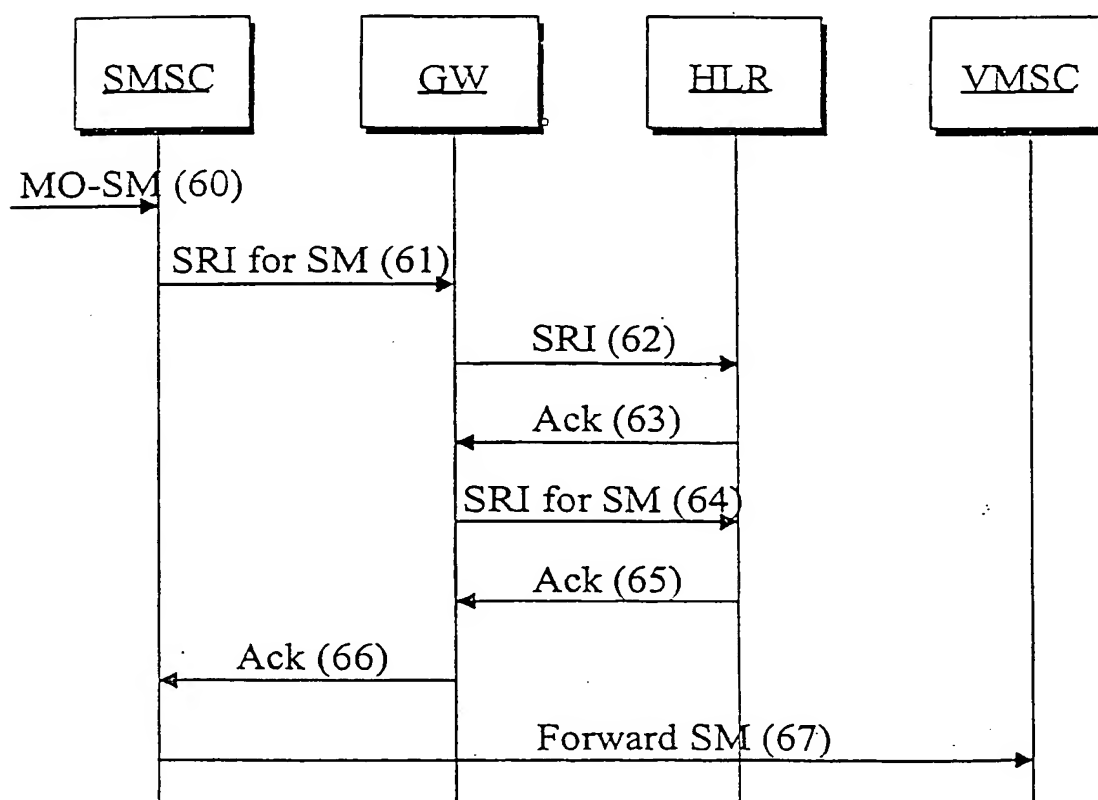 SMSC GW HLR VMSC
MO-SM (60)
SRI for SM (61)
SRI (62)
Ack (63)
SRI for SM (64)
Ack (65)
Ack (66)
Forward SM (67)